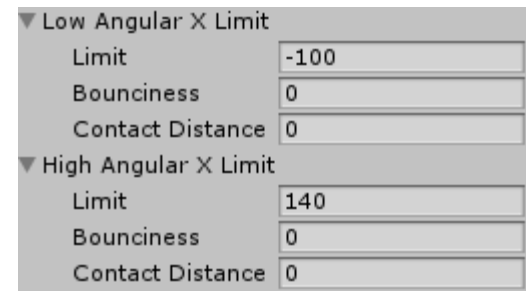 Low Angular X Limit
Limit -100
Bounciness 0
Contact Distance 0
High Angular X Limit
Limit 140
Bounciness 0
Contact Distance 0